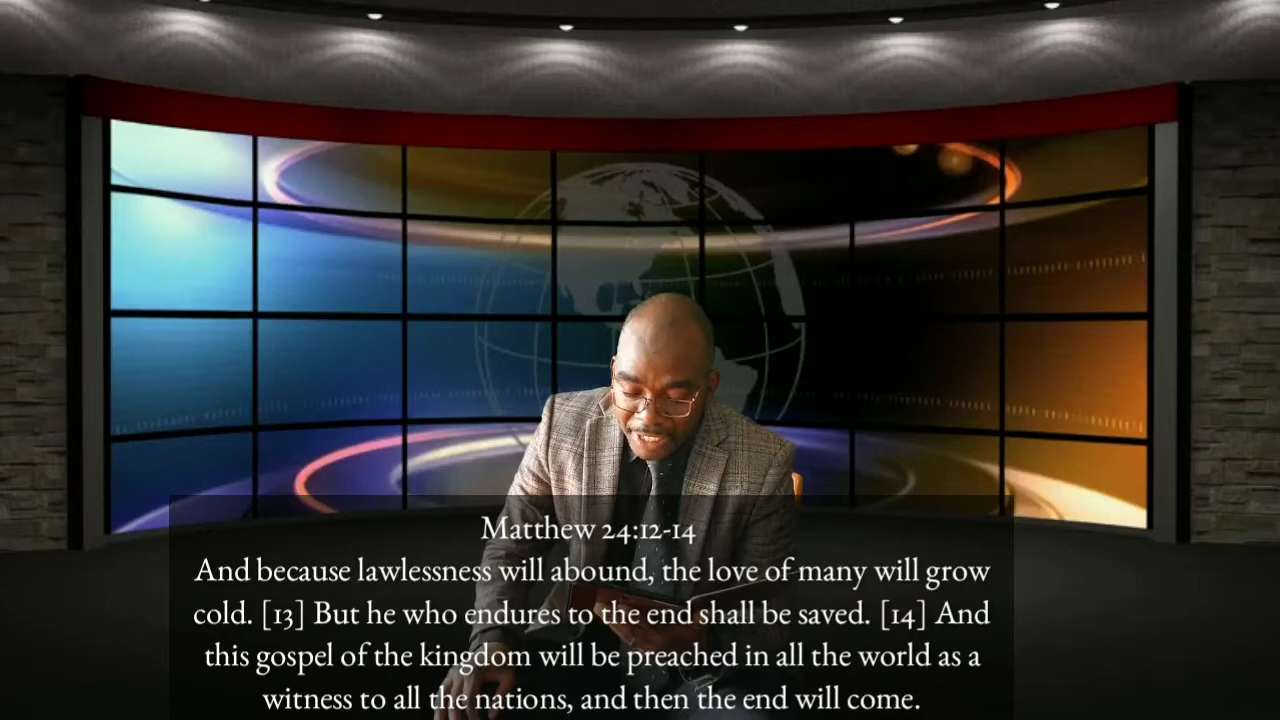 Matthew 24:12-14
And because lawlessness will abound, the love of many will grow
cold. [13] But he who endures to the end shall be saved. [14] And
this gospel of the kingdom will be preached in all the world as a
witness to all the nations, and then the end will come.